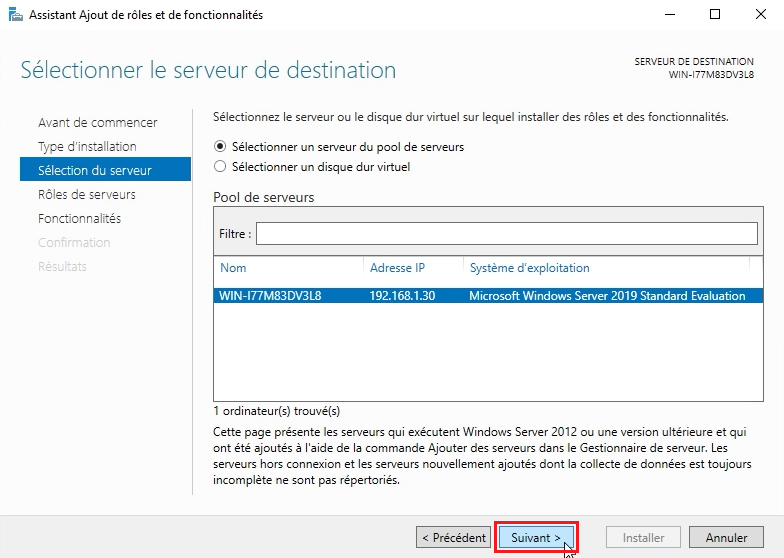 Assistant Ajout de rôles et de fonctionnalités
Sélectionner le serveur de destination
SERVEUR DE DESTINATION
WIN-I77M83DV3L8
Avant de commencer
Type d'installation
Sélection du serveur
Rôles de serveurs
Fonctionnalités
Confirmation
Résultats
Sélectionnez le serveur ou le disque dur virtuel sur lequel installer des rôles et des fonctionnalités.
Sélectionner un serveur du pool de serveurs
Sélectionner un disque dur virtuel
Pool de serveurs
Filtre :
Nom Adresse IP Système d'exploitation
WIN-I77M83DV3L8 192.168.1.30 Microsoft Windows Server 2019 Standard Evaluation
1 ordinateur(s) trouvé(s)
Cette page présente les serveurs qui exécutent Windows Server 2012 ou une version ultérieure et qui
ont été ajoutés à l'aide de la commande Ajouter des serveurs dans le Gestionnaire de serveur. Les
serveurs hors connexion et les serveurs nouvellement ajoutés dont la collecte de données est toujours
incomplète ne sont pas répertoriés.
< Précédent Suivant > Installer Annuler